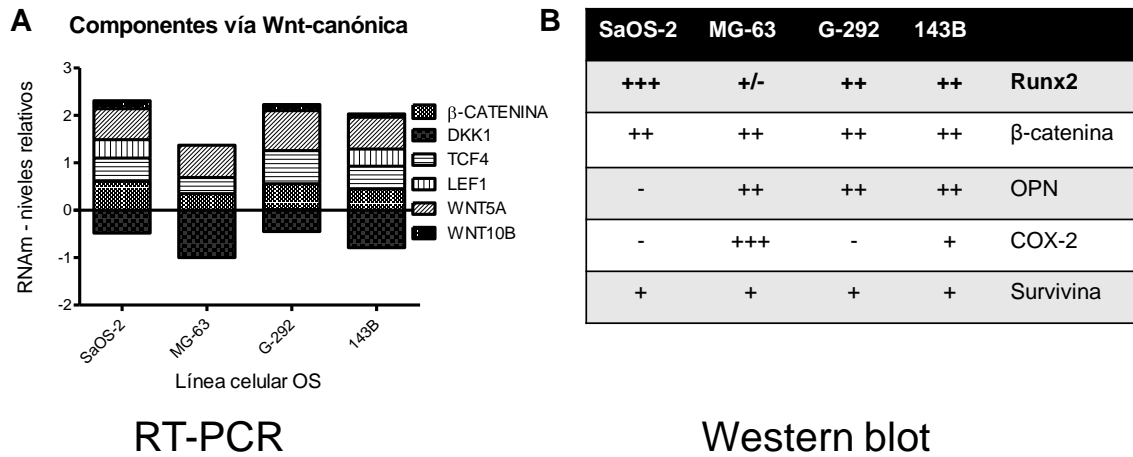 A
Componentes vía Wnt-canónica
RNAm - niveles relativos
3
2
1
0
-1
-2
SaOS-2
MG-63
G-292
143B
Línea celular OS
β-CATENINA
DKK1
TCF4
LEF1
WNT5A
WNT10B
RT-PCR
B
SaOS-2 MG-63 G-292 143B
+++ +/- ++ ++ Runx2
++ ++ ++ ++ β-catenina
- ++ ++ ++ OPN
- +++ - + COX-2
+ + + + Survivina
Western blot